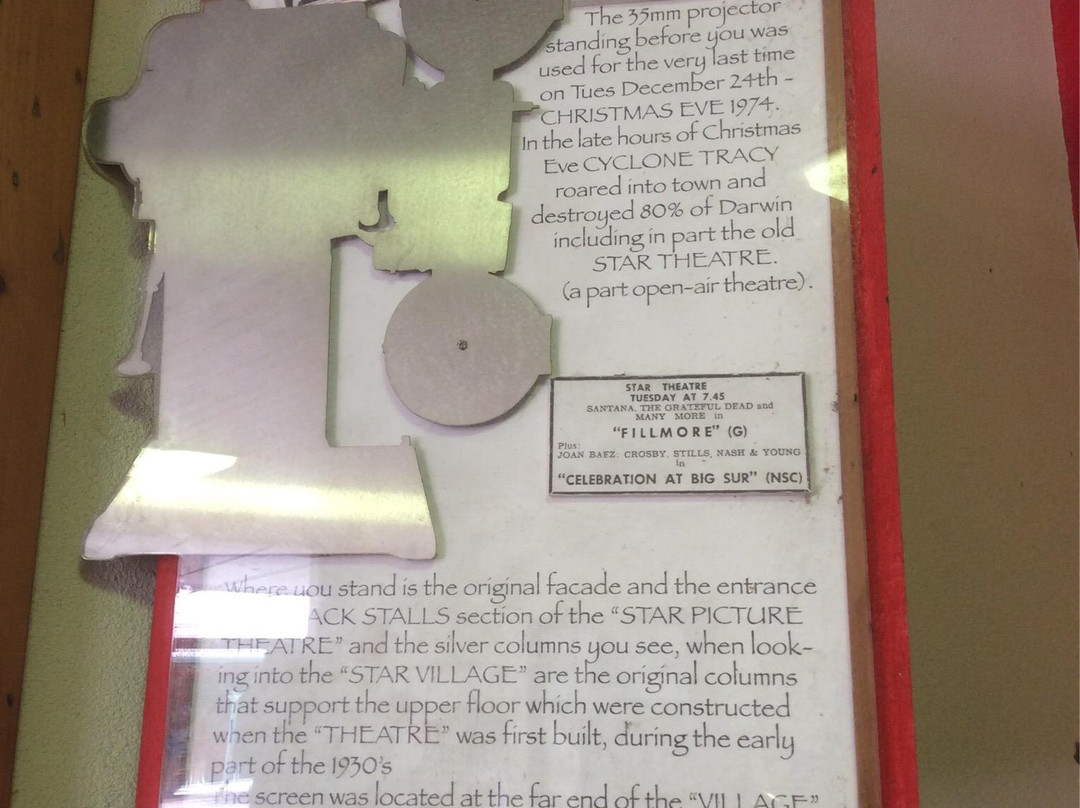 The 35mm projector
standing before you was
used for the very last time
on Tues December 24th -
CHRISTMAS EVE 1974.
In the late hours of Christmas
Eve CYCLONE TRACY
roared into town and
destroyed 80% of Darwin
including in part the old
STAR THEATRE.
(a part open-air theatre).
STAR THEATRE
TUESDAY AT 7.45
SANTANA, THE GRATEFUL DEAD and
MANY MORE in
"FILLMORE" (G)
Plus:
JOAN BAEZ: CROSBY, STILLS, NASH & YOUNG
in
"CELEBRATION AT BIG SUR" (NSC)
Where you stand is the original facade and the entrance
ACK STALLS section of the "STAR PICTURE
THEATRE" and the silver columns you see, when look-
ing into the "STAR VILLAGE" are the original columns
that support the upper floor which were constructed
when the "THEATRE" was first built, during the early
part of the 1930's
The screen was located at the far end of the "VILLAGE"